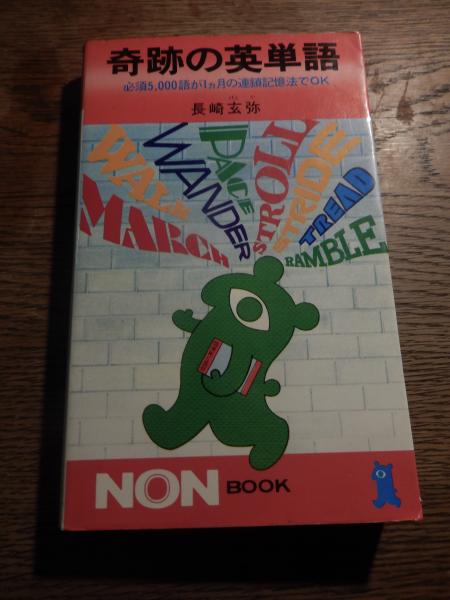 奇跡の英単語
必須5,000語が1ヵ月の連鎖記憶法でOK
長崎玄弥
PACE
WALK
WANDER
STROLL
STRIDE
MARCH
TREAD
RAMBLE
NON BOOK